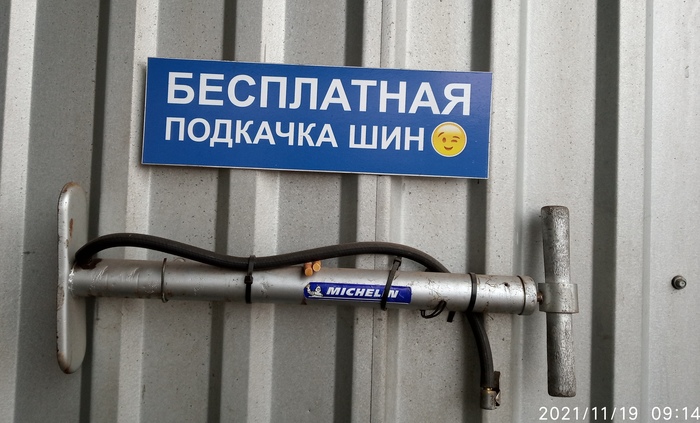 БЕСПЛАТНАЯ
ПОДКАЧКА ШИН
MICHELIN
2021/11/19 09:14